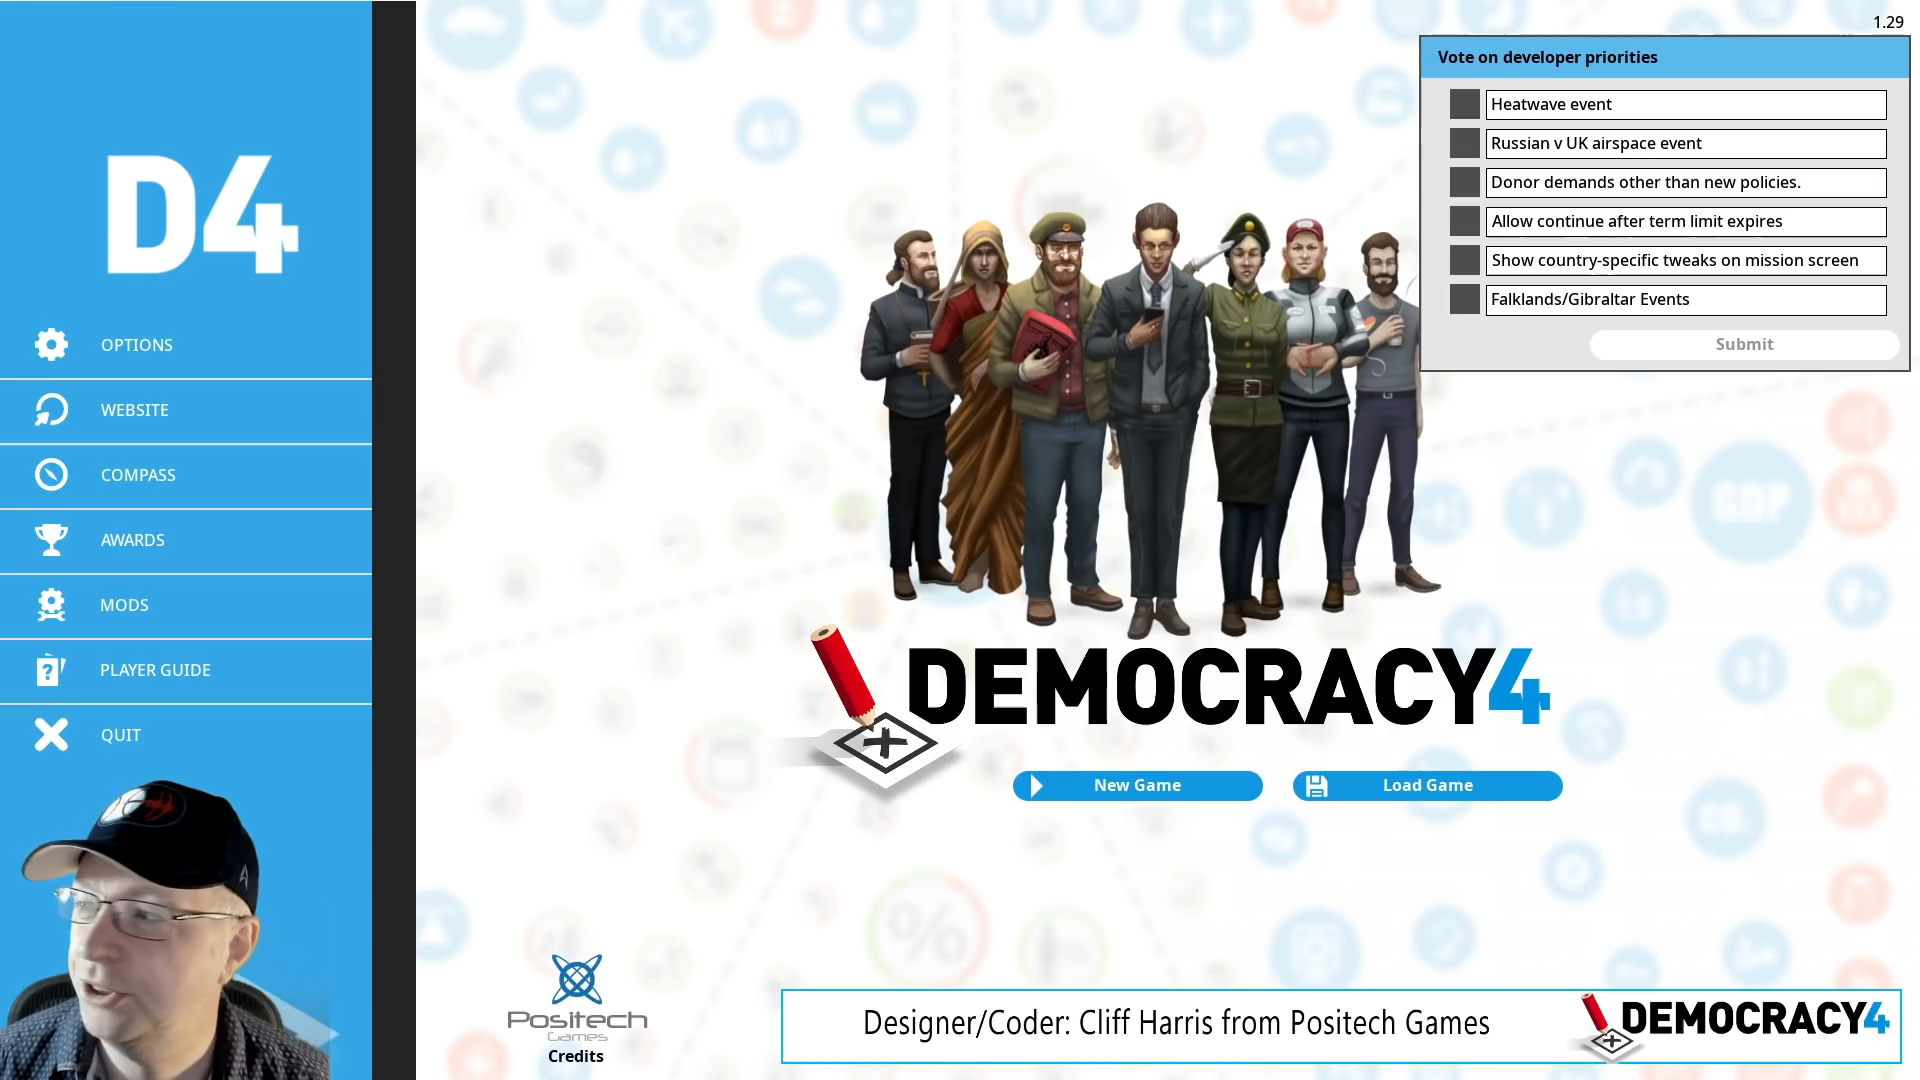 D4
OPTIONS
WEBSITE
COMPASS
AWARDS
MODS
PLAYER GUIDE
QUIT
1.29
Vote on developer priorities
Heatwave event
Russian v UK airspace event
Donor demands other than new policies.
Allow continue after term limit expires
Show country-specific tweaks on mission screen
Falklands/Gibraltar Events
Submit
GDP
CO₂
%
DEMOCRACY4
New Game
Load Game
Positech
Games
Credits
Designer/Coder: Cliff Harris from Positech Games
DEMOCRACY4